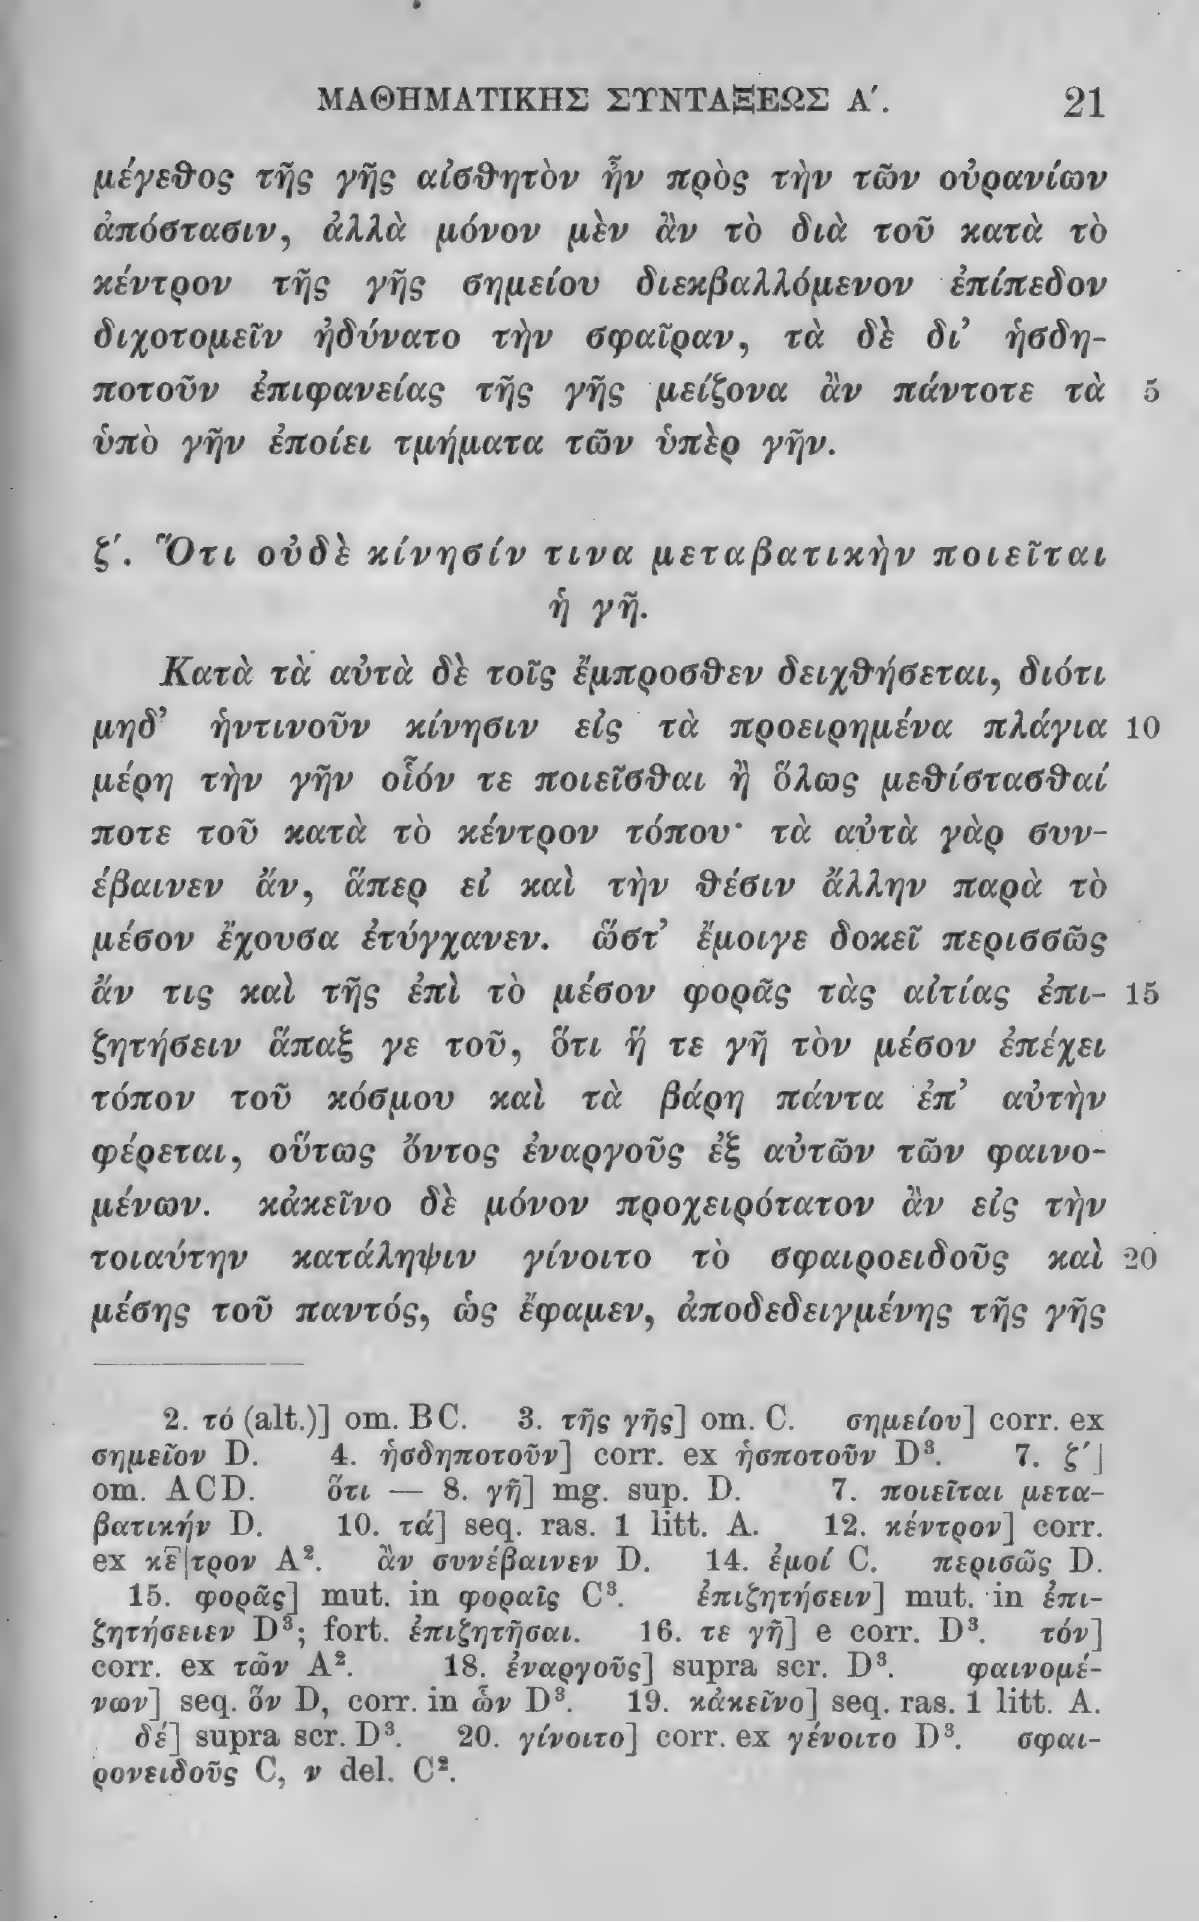 ΜΑΘΗΜΑΤΙΚΗΣ ΣΥΝΤΑΞΕΩΣ Α΄. 21
μέγεθος τῆς γῆς αἰσθητὸν ἦν πρὸς τὴν τῶν οὐρανίων
ἀπόστασιν, ἀλλὰ μόνον μὲν ἂν τὸ διὰ τοῦ κατὰ τὸ
κέντρον τῆς γῆς σημείου διεκβαλλόμενον ἐπίπεδον
διχοτομεῖν ἠδύνατο τὴν σφαῖραν, τὰ δὲ δι’ ἡσδη-
ποτοῦν ἐπιφανείας τῆς γῆς μείζονα ἂν πάντοτε τὰ 5
ὑπὸ γῆν ἐποίει τμήματα τῶν ὑπὲρ γῆν.
ζ΄. Ὅτι οὐδὲ κίνησίν τινα μεταβατικὴν ποιεῖται
ἡ γῆ.
Κατὰ τὰ αὐτὰ δὲ τοῖς ἔμπροσθεν δειχθήσεται, διότι
μηδ’ ἡντινοῦν κίνησιν εἰς τὰ προειρημένα πλάγια 10
μέρη τὴν γῆν οἷόν τε ποιεῖσθαι ἢ ὅλως μεθίστασθαί
ποτε τοῦ κατὰ τὸ κέντρον τόπου· τὰ αὐτὰ γὰρ συν-
έβαινεν ἄν, ἅπερ εἰ καὶ τὴν θέσιν ἄλλην παρὰ τὸ
μέσον ἔχουσα ἐτύγχανεν. ὥστ’ ἔμοιγε δοκεῖ περισσῶς
ἄν τις καὶ τῆς ἐπὶ τὸ μέσον φορᾶς τὰς αἰτίας ἐπι- 15
ζητήσειν ἅπαξ γε τοῦ, ὅτι ἥ τε γῆ τὸν μέσον ἐπέχει
τόπον τοῦ κόσμου καὶ τὰ βάρη πάντα ἐπ’ αὐτὴν
φέρεται, οὕτως ὄντος ἐναργοῦς ἐξ αὐτῶν τῶν φαινο-
μένων. κἀκεῖνο δὲ μόνον προχειρότατον ἂν εἰς τὴν
τοιαύτην κατάληψιν γίνοιτο τὸ σφαιροειδοῦς καὶ 20
μέσης τοῦ παντός, ὡς ἔφαμεν, ἀποδεδειγμένης τῆς γῆς
2. τό (alt.)] om. BC. 3. τῆς γῆς] om. C. σημείου] corr. ex
σημεῖον D. 4. ἡσδηποτοῦν] corr. ex ἡσποτοῦν D³. 7. ζ΄]
om. ACD. ὅτι — 8. γῆ] mg. sup. D. 7. ποιεῖται μετα-
βατικήν D. 10. τά] seq. ras. 1 litt. A. 12. κέντρον] corr.
ex κε̅|τρον A². ἂν συνέβαινεν D. 14. ἐμοί C. περισῶς D.
15. φορᾶς] mut. in φοραῖς C³. ἐπιζητήσειν] mut. in ἐπι-
ζητήσειεν D³; fort. ἐπιζητῆσαι. 16. τε γῆ] e corr. D³. τόν]
corr. ex τῶν A². 18. ἐναργοῦς] supra scr. D³. φαινομέ-
νων] seq. ὄν D, corr. in ὧν D³. 19. κἀκεῖνο] seq. ras. 1 litt. A.
δέ] supra scr. D³. 20. γίνοιτο] corr. ex γένοιτο D³. σφαι-
ρονειδοῦς C, ν del. C².